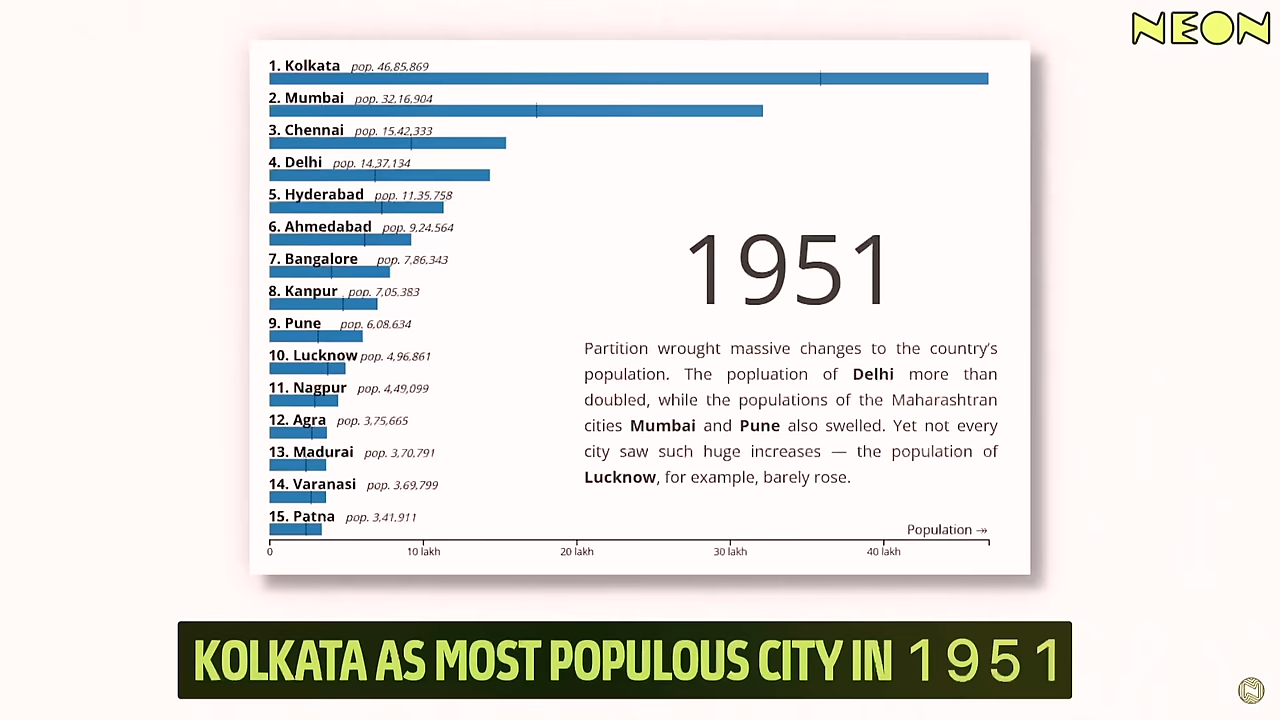 NEON
1. Kolkata pop. 46,85,869
2. Mumbai pop. 32,16,904
3. Chennai pop. 15,42,333
4. Delhi pop. 14,37,134
5. Hyderabad pop. 11,35,758
6. Ahmedabad pop. 9,24,564
7. Bangalore pop. 7,86,343
8. Kanpur pop. 7,05,383
9. Pune pop. 6,08,634
10. Lucknow pop. 4,96,861
11. Nagpur pop. 4,49,099
12. Agra pop. 3,75,665
13. Madurai pop. 3,70,791
14. Varanasi pop. 3,69,799
15. Patna pop. 3,41,911
1951
Partition wrought massive changes to the country's
population. The popluation of Delhi more than
doubled, while the populations of the Maharashtran
cities Mumbai and Pune also swelled. Yet not every
city saw such huge increases — the population of
Lucknow, for example, barely rose.
Population →
0 10 lakh 20 lakh 30 lakh 40 lakh
KOLKATA AS MOST POPULOUS CITY IN 1951
N